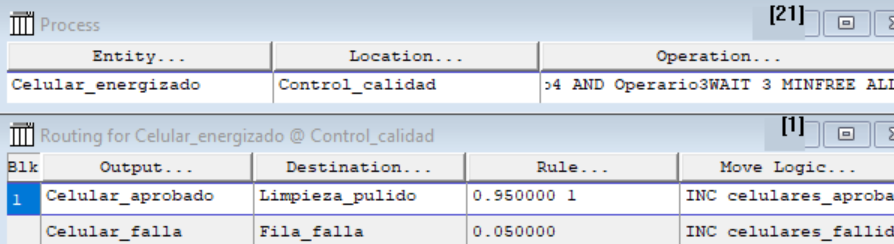 Process [21]
Entity... Location... Operation...
Celular_energizado Control_calidad o4 AND Operario3WAIT 3 MINFREE ALL
Routing for Celular_energizado @ Control_calidad [1]
Blk Output... Destination... Rule... Move Logic...
1 Celular_aprobado Limpieza_pulido 0.950000 1 INC celulares_aproba
Celular_falla Fila_falla 0.050000 INC celulares_fallid